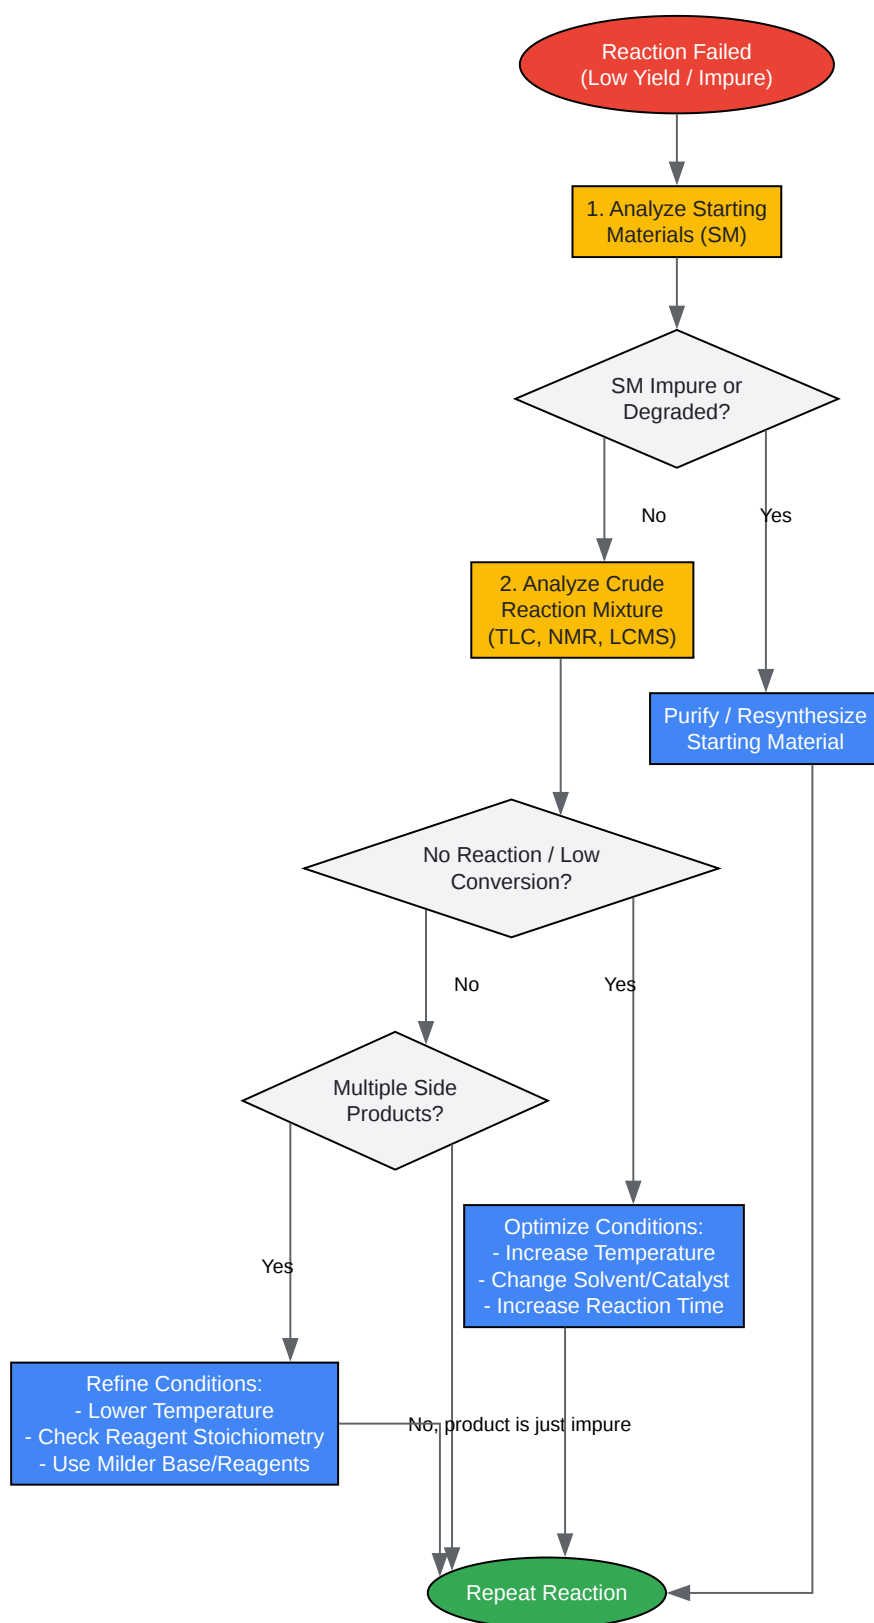 Reaction Failed
(Low Yield / Impure)
1. Analyze Starting
Materials (SM)
SM Impure or
Degraded?
No
Yes
2. Analyze Crude
Reaction Mixture
(TLC, NMR, LCMS)
Purify / Resynthesize
Starting Material
No Reaction / Low
Conversion?
No
Yes
Multiple Side
Products?
Optimize Conditions:
- Increase Temperature
- Change Solvent/Catalyst
- Increase Reaction Time
Yes
Refine Conditions:
- Lower Temperature
- Check Reagent Stoichiometry
- Use Milder Base/Reagents
No, product is just impure
Repeat Reaction